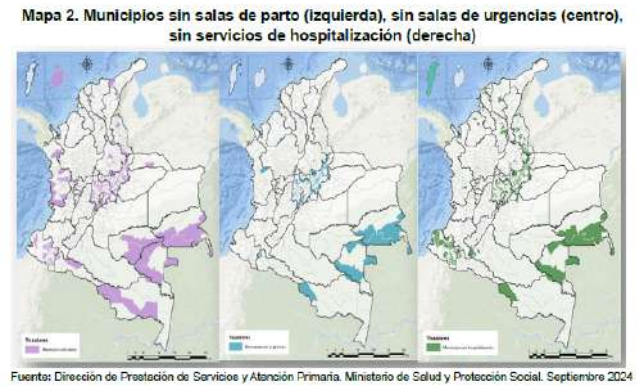 Mapa 2. Municipios sin salas de parto (izquierda), sin salas de urgencias (centro),
sin servicios de hospitalización (derecha)
Fuente: Dirección de Prestación de Servicios y Atención Primaria. Ministerio de Salud y Protección Social. Septiembre 2024